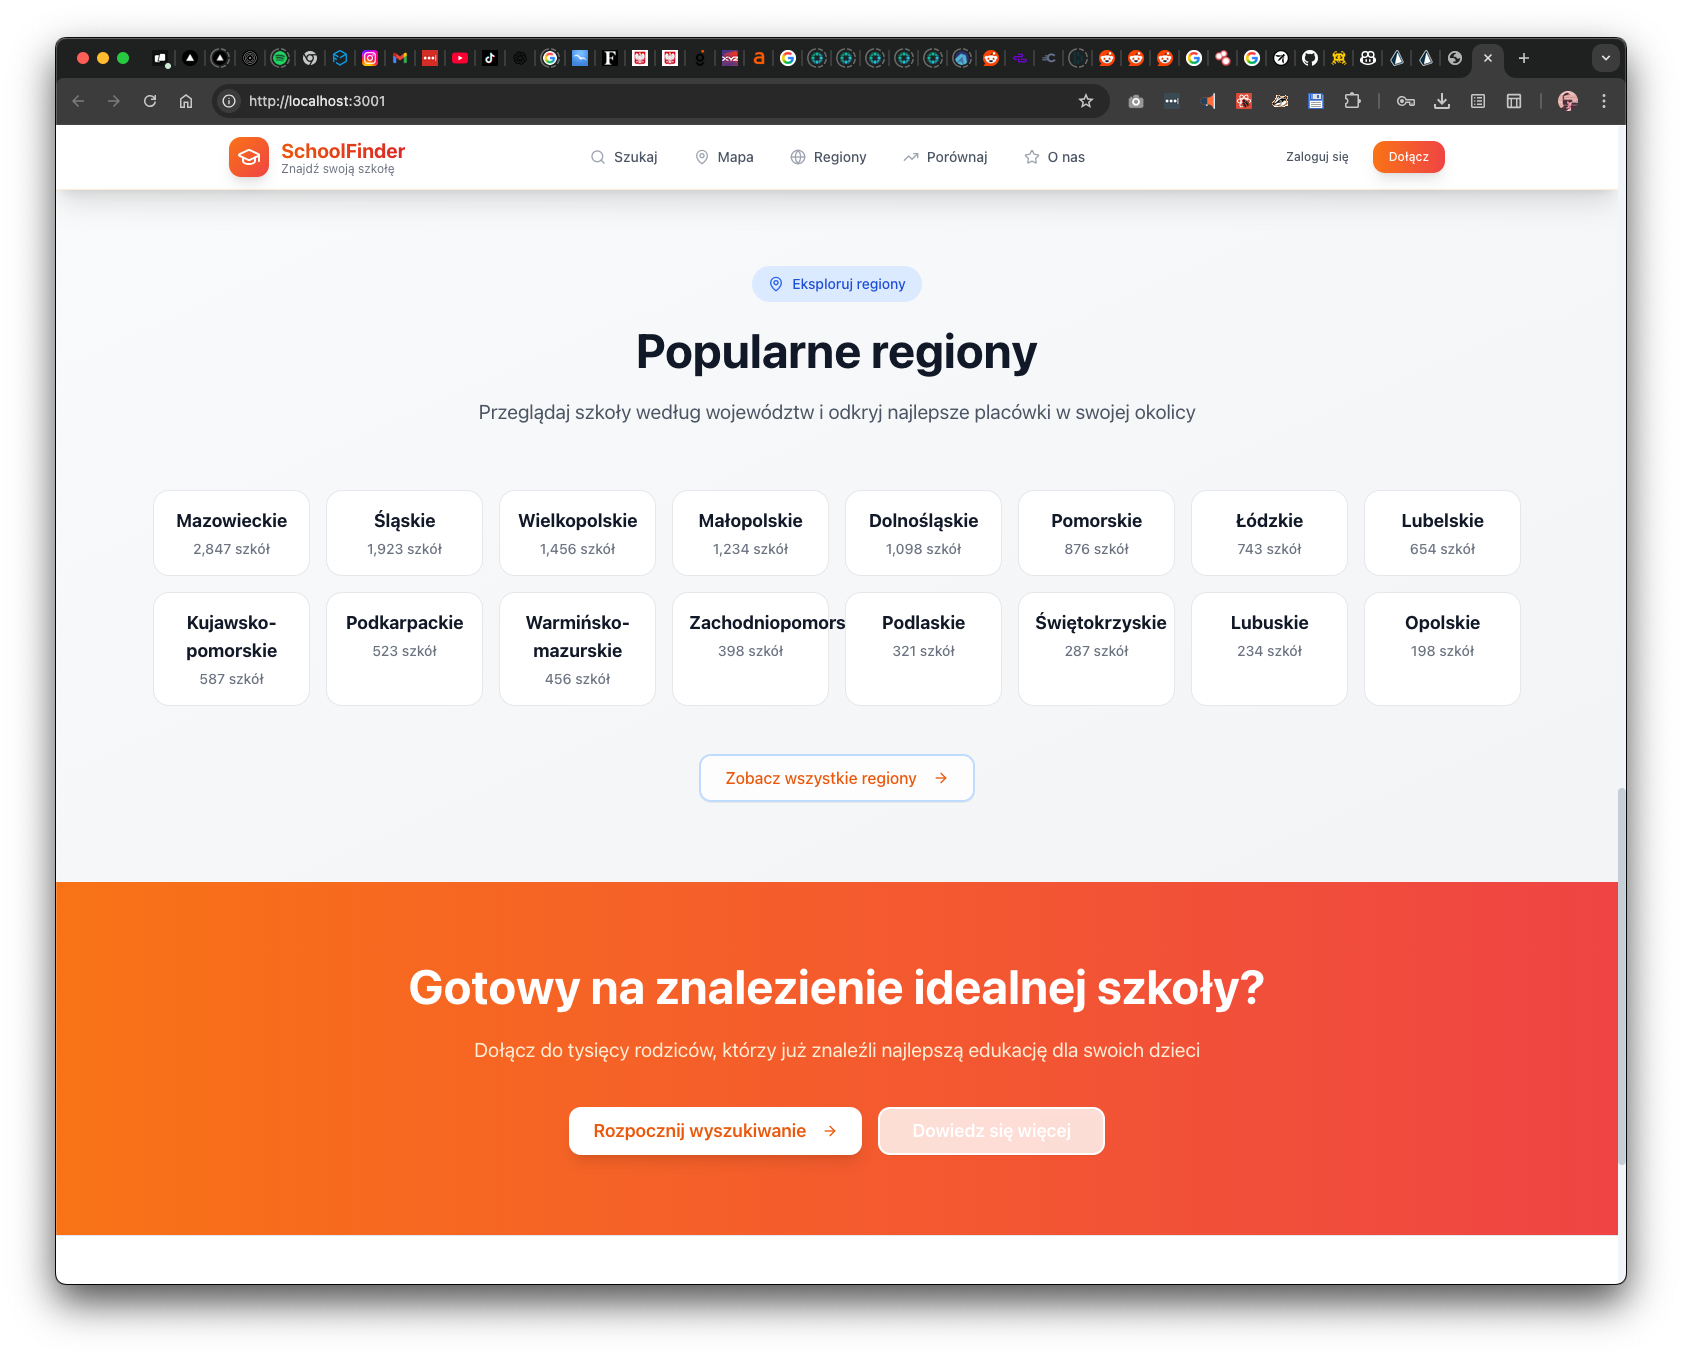 http://localhost:3001
SchoolFinder
Znajdź swoją szkołę
Szukaj
Mapa
Regiony
Porównaj
O nas
Zaloguj się
Dołącz
Eksploruj regiony
Popularne regiony
Przeglądaj szkoły według województw i odkryj najlepsze placówki w swojej okolicy
Mazowieckie
2,847 szkół
Śląskie
1,923 szkół
Wielkopolskie
1,456 szkół
Małopolskie
1,234 szkół
Dolnośląskie
1,098 szkół
Pomorskie
876 szkół
Łódzkie
743 szkół
Lubelskie
654 szkół
Kujawsko-
pomorskie
587 szkół
Podkarpackie
523 szkół
Warmińsko-
mazurskie
456 szkół
Zachodniopomors
398 szkół
Podlaskie
321 szkół
Świętokrzyskie
287 szkół
Lubuskie
234 szkół
Opolskie
198 szkół
Zobacz wszystkie regiony
Gotowy na znalezienie idealnej szkoły?
Dołącz do tysięcy rodziców, którzy już znaleźli najlepszą edukację dla swoich dzieci
Rozpocznij wyszukiwanie
Dowiedz się więcej